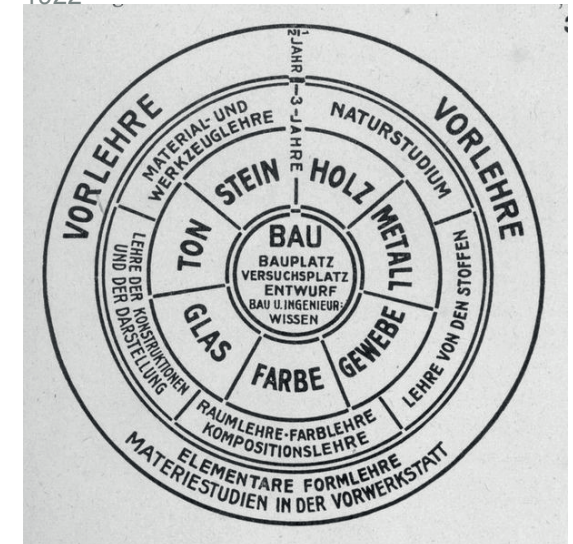 1922
VORLEHRE
VORLEHRE
½ JAHR
3-JAHRE
MATERIAL- UND
WERKZEUGLEHRE
NATURSTUDIUM
LEHRE VON DEN STOFFEN
RAUMLEHRE·FARBLEHRE
KOMPOSITIONSLEHRE
LEHRE DER KONSTRUKTIONEN
UND DER DARSTELLUNG
STEIN
HOLZ
METALL
GEWEBE
FARBE
GLAS
TON
BAU
BAUPLATZ
VERSUCHSPLATZ
ENTWURF
BAU U. INGENIEUR-
WISSEN
ELEMENTARE FORMLEHRE
MATERIESTUDIEN IN DER VORWERKSTATT